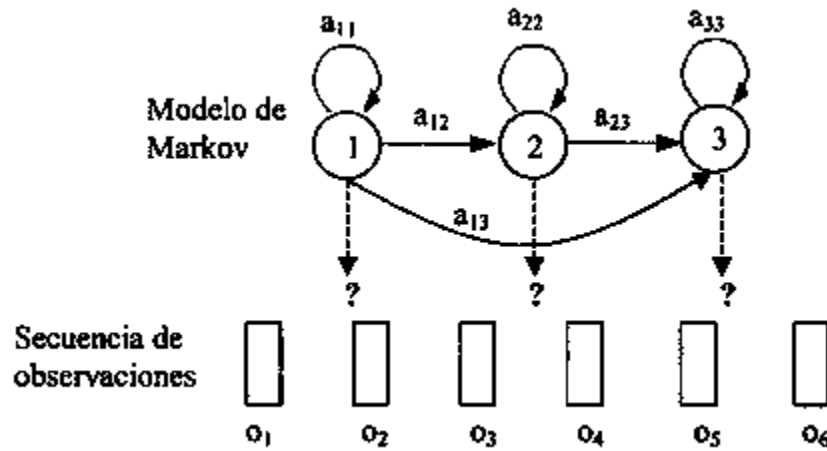 a11 a22 a33
Modelo de
Markov
1 a12 2 a23 3
a13
? ? ?
Secuencia de
observaciones
o1 o2 o3 o4 o5 o6